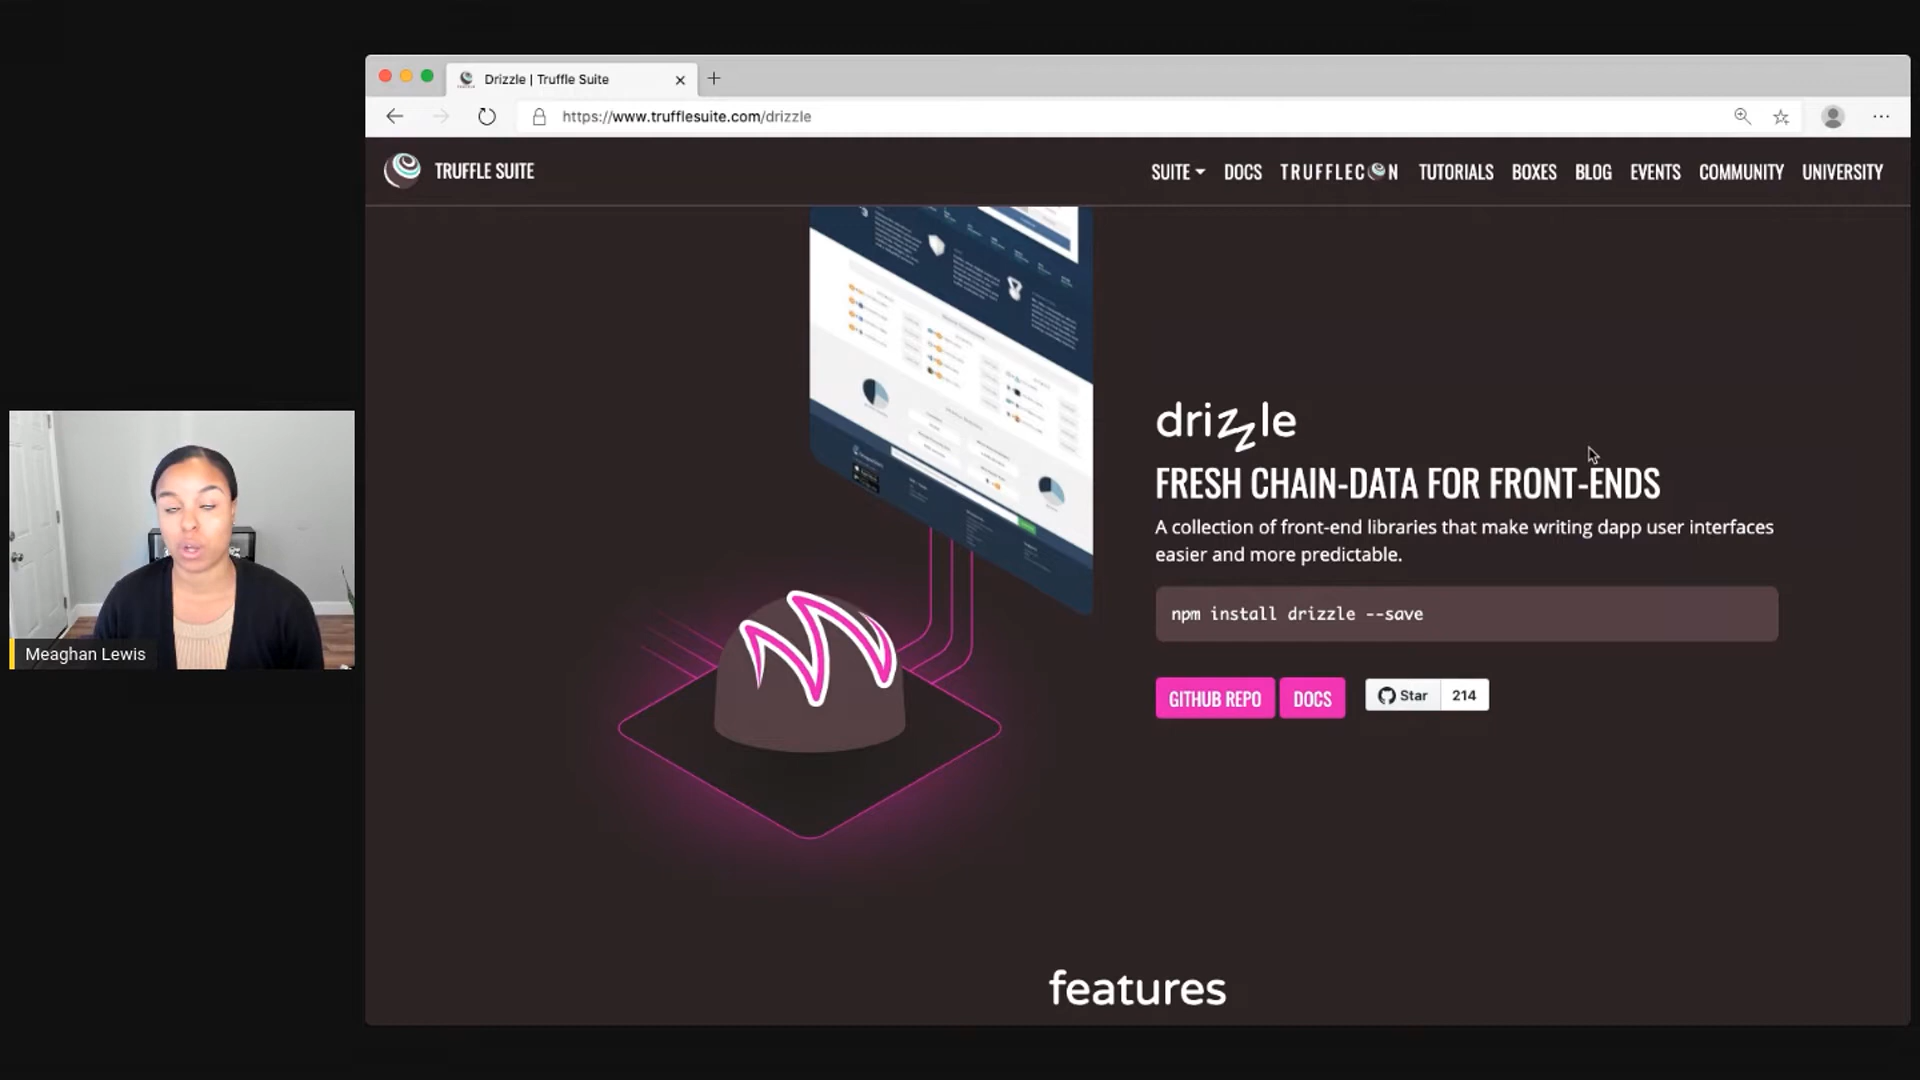 Drizzle | Truffle Suite
https://www.trufflesuite.com/drizzle
TRUFFLE SUITE
SUITE DOCS TRUFFLECON TUTORIALS BOXES BLOG EVENTS COMMUNITY UNIVERSITY
drizzle
FRESH CHAIN-DATA FOR FRONT-ENDS
A collection of front-end libraries that make writing dapp user interfaces
easier and more predictable.
npm install drizzle --save
GITHUB REPO DOCS Star 214
Meaghan Lewis
features